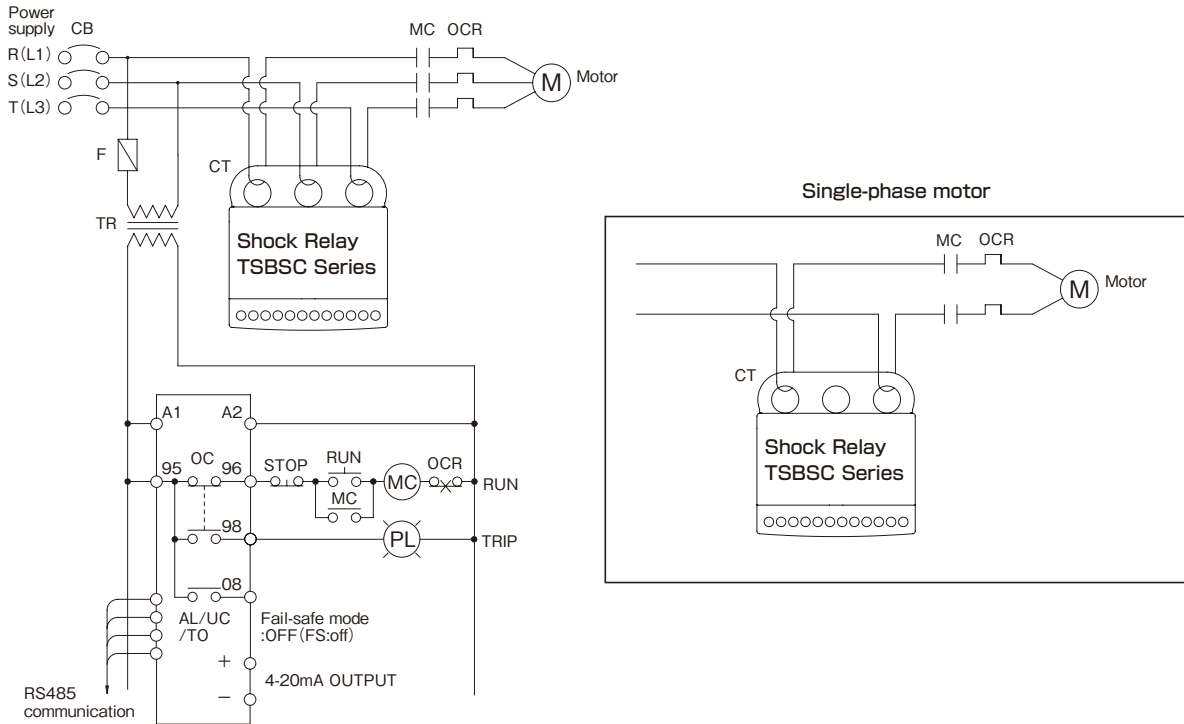 Power
supply
CB
MC
OCR
R(L1)
S(L2)
T(L3)
M
Motor
F
CT
TR
Shock Relay
TSBSC Series
A1
A2
95
OC
96
STOP
RUN
MC
MC
OCR
RUN
98
PL
TRIP
08
AL/UC
/TO
Fail-safe mode
:OFF(FS:off)
+
4-20mA OUTPUT
−
RS485
communication
Single-phase motor
MC
OCR
M
Motor
CT
Shock Relay
TSBSC Series